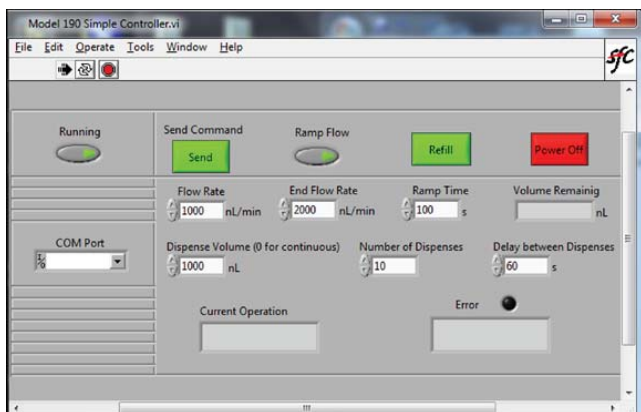 Model 190 Simple Controller.vi
File Edit Operate Tools Window Help
sfc
Running
Send Command
Ramp Flow
Send
Refill
Power Off
Flow Rate
End Flow Rate
Ramp Time
Volume Remainig
1000 nL/min
2000 nL/min
100 s
nL
COM Port
Dispense Volume (0 for continuous)
Number of Dispenses
Delay between Dispenses
1000 nL
10
60 s
Current Operation
Error